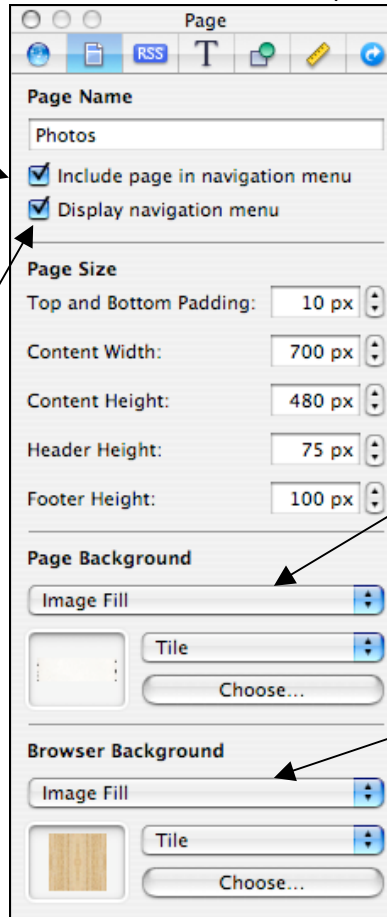 Page
RSS T
Page Name
Photos
Include page in navigation menu
Display navigation menu
Page Size
Top and Bottom Padding: 10 px
Content Width: 700 px
Content Height: 480 px
Header Height: 75 px
Footer Height: 100 px
Page Background
Image Fill
Tile
Choose...
Browser Background
Image Fill
Tile
Choose...